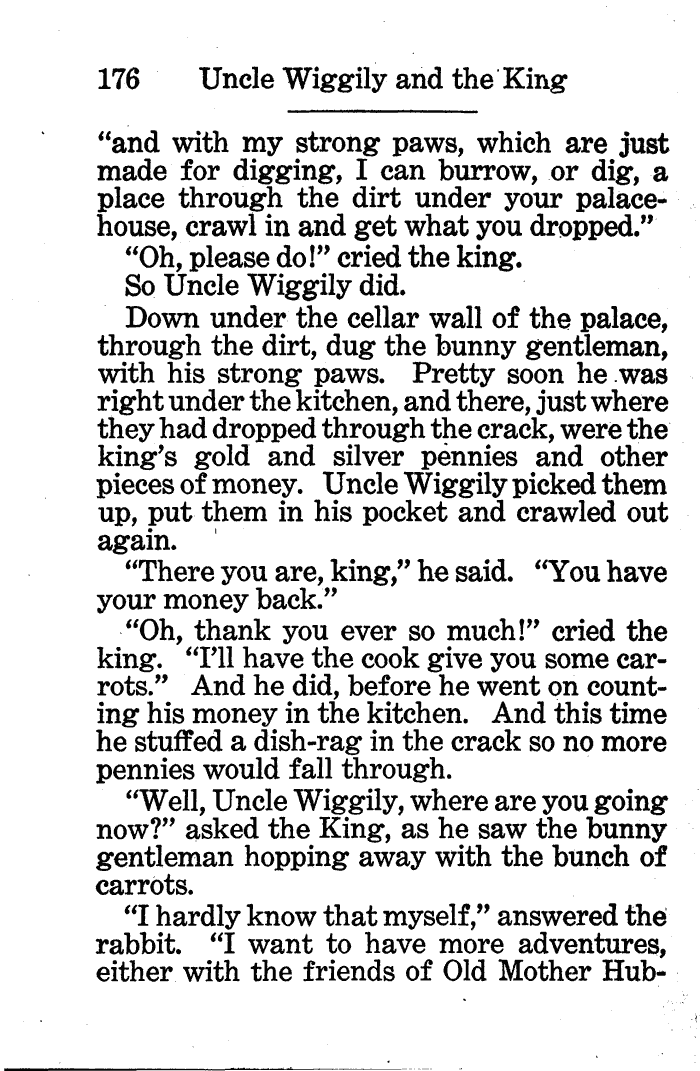 176 Uncle Wiggily and the King
“and with my strong paws, which are just
made for digging, I can burrow, or dig, a
place through the dirt under your palace-
house, crawl in and get what you dropped.”
“Oh, please do!” cried the king.
So Uncle Wiggily did.
Down under the cellar wall of the palace,
through the dirt, dug the bunny gentleman,
with his strong paws. Pretty soon he was
right under the kitchen, and there, just where
they had dropped through the crack, were the
king’s gold and silver pennies and other
pieces of money. Uncle Wiggily picked them
up, put them in his pocket and crawled out
again.
“There you are, king,” he said. “You have
your money back.”
“Oh, thank you ever so much!” cried the
king. “I’ll have the cook give you some car-
rots.” And he did, before he went on count-
ing his money in the kitchen. And this time
he stuffed a dish-rag in the crack so no more
pennies would fall through.
“Well, Uncle Wiggily, where are you going
now?” asked the King, as he saw the bunny
gentleman hopping away with the bunch of
carrots.
“I hardly know that myself,” answered the
rabbit. “I want to have more adventures,
either with the friends of Old Mother Hub-